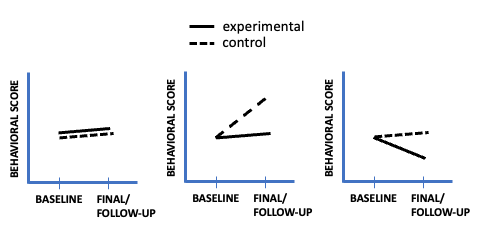 experimental
control
BEHAVIORAL SCORE
BASELINE
FINAL/
FOLLOW-UP
BEHAVIORAL SCORE
BASELINE
FINAL/
FOLLOW-UP
BEHAVIORAL SCORE
BASELINE
FINAL/
FOLLOW-UP